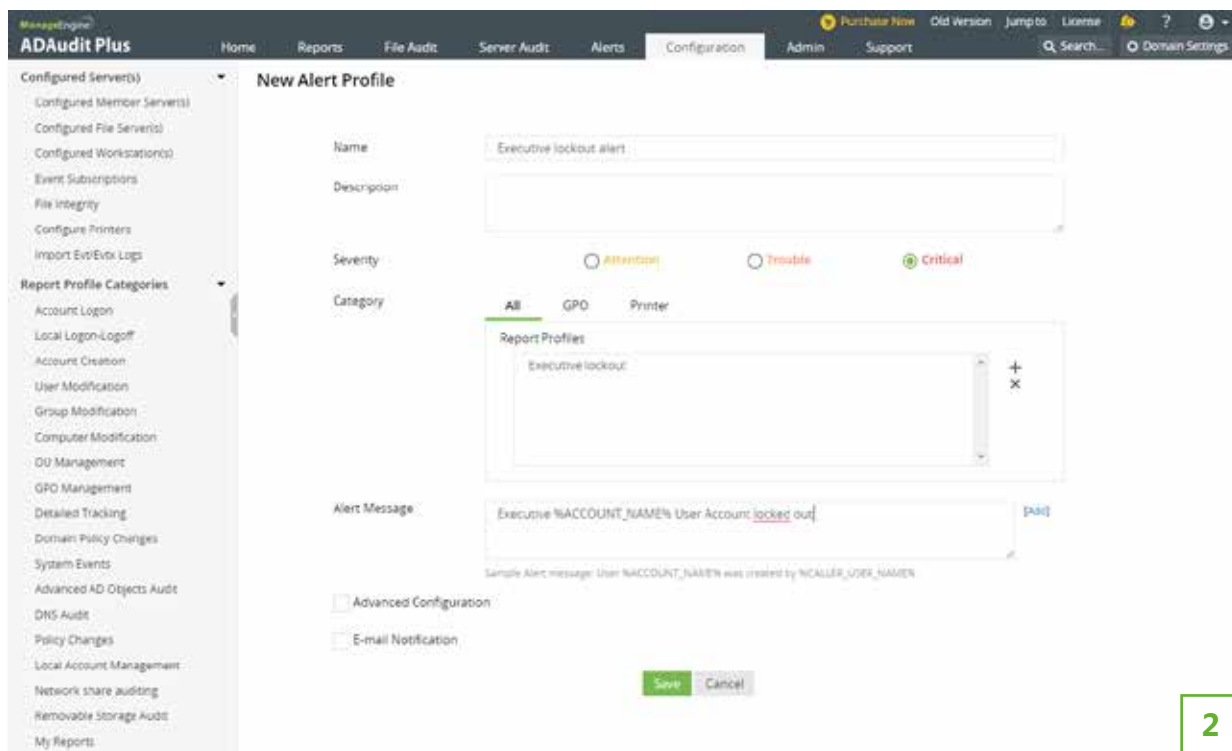 ManageEngine
ADAudit Plus
Purchase Now Old Version Jump to License ?
Home Reports File Audit Server Audit Alerts Configuration Admin Support
Search... Domain Settings
Configured Server(s)
Configured Member Server(s)
Configured File Server(s)
Configured Workstation(s)
Event Subscriptions
File Integrity
Configure Printers
Import Evt/Evtx Logs
Report Profile Categories
Account Logon
Local Logon-Logoff
Account Creation
User Modification
Group Modification
Computer Modification
OU Management
GPO Management
Detailed Tracking
Domain Policy Changes
System Events
Advanced AD Objects Audit
DNS Audit
Policy Changes
Local Account Management
Network share auditing
Removable Storage Audit
My Reports
New Alert Profile
Name Executive lockout alert
Description
Severity Attention Trouble Critical
Category All GPO Printer
Report Profiles
Executive lockout
Alert Message Executive %ACCOUNT_NAME% User Account locked out [Add]
Sample Alert message: User %ACCOUNT_NAME% was created by %CALLER_USER_NAME%
Advanced Configuration
E-mail Notification
Save Cancel
2